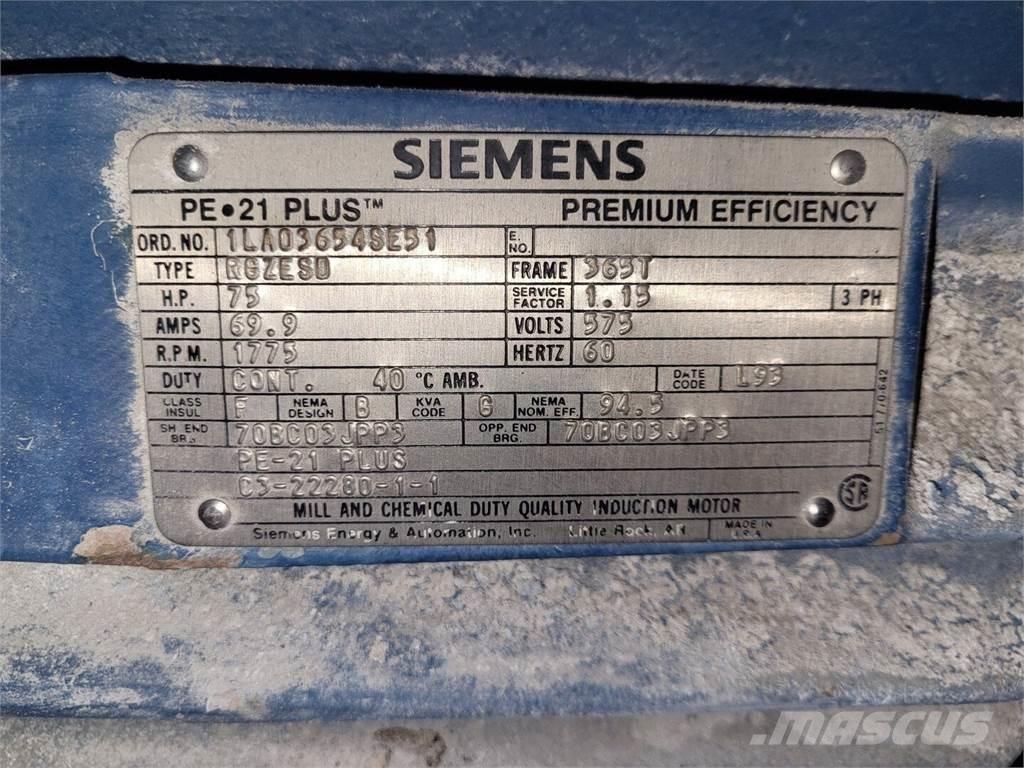 SIEMENS
PE•21 PLUS™ PREMIUM EFFICIENCY
ORD. NO. 1LA03654SE51 E. NO.
TYPE RGZESD FRAME 365T
H.P. 75 SERVICE FACTOR 1.15 3 PH
AMPS 69.9 VOLTS 575
R.P.M. 1775 HERTZ 60
DUTY CONT. 40 °C AMB. DATE CODE L93
CLASS INSUL F NEMA DESIGN B KVA CODE G NEMA NOM. EFF. 94.5
SH END BRG. 70BC03JPP3 OPP. END BRG. 70BC03JPP3
PE-21 PLUS
C3-22280-1-1
MILL AND CHEMICAL DUTY QUALITY INDUCTION MOTOR
Siemens Energy & Automation, Inc. Little Rock, AR MADE IN U.S.A.
SR
MASCUS